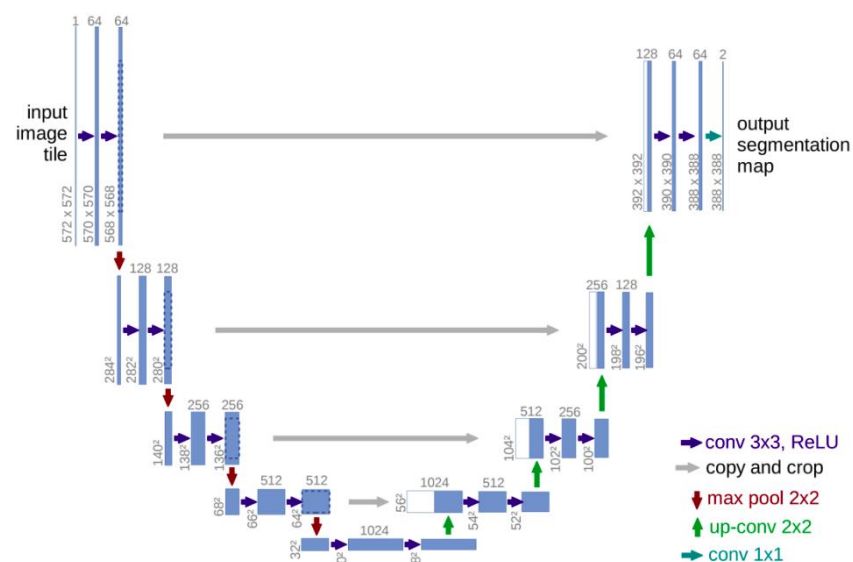 1 64 64
128 64 64 2
input
image
tile
output
segmentation
map
572 x 572
570 x 570
568 x 568
392 x 392
390 x 390
388 x 388
388 x 388
128 128
256 128
284²
282²
280²
200²
198²
196²
256 256
512 256
140²
138²
136²
104²
102²
100²
512 512
1024 512
68²
66²
64²
56²
54²
52²
1024
32²
0²
8²
conv 3x3, ReLU
copy and crop
max pool 2x2
up-conv 2x2
conv 1x1